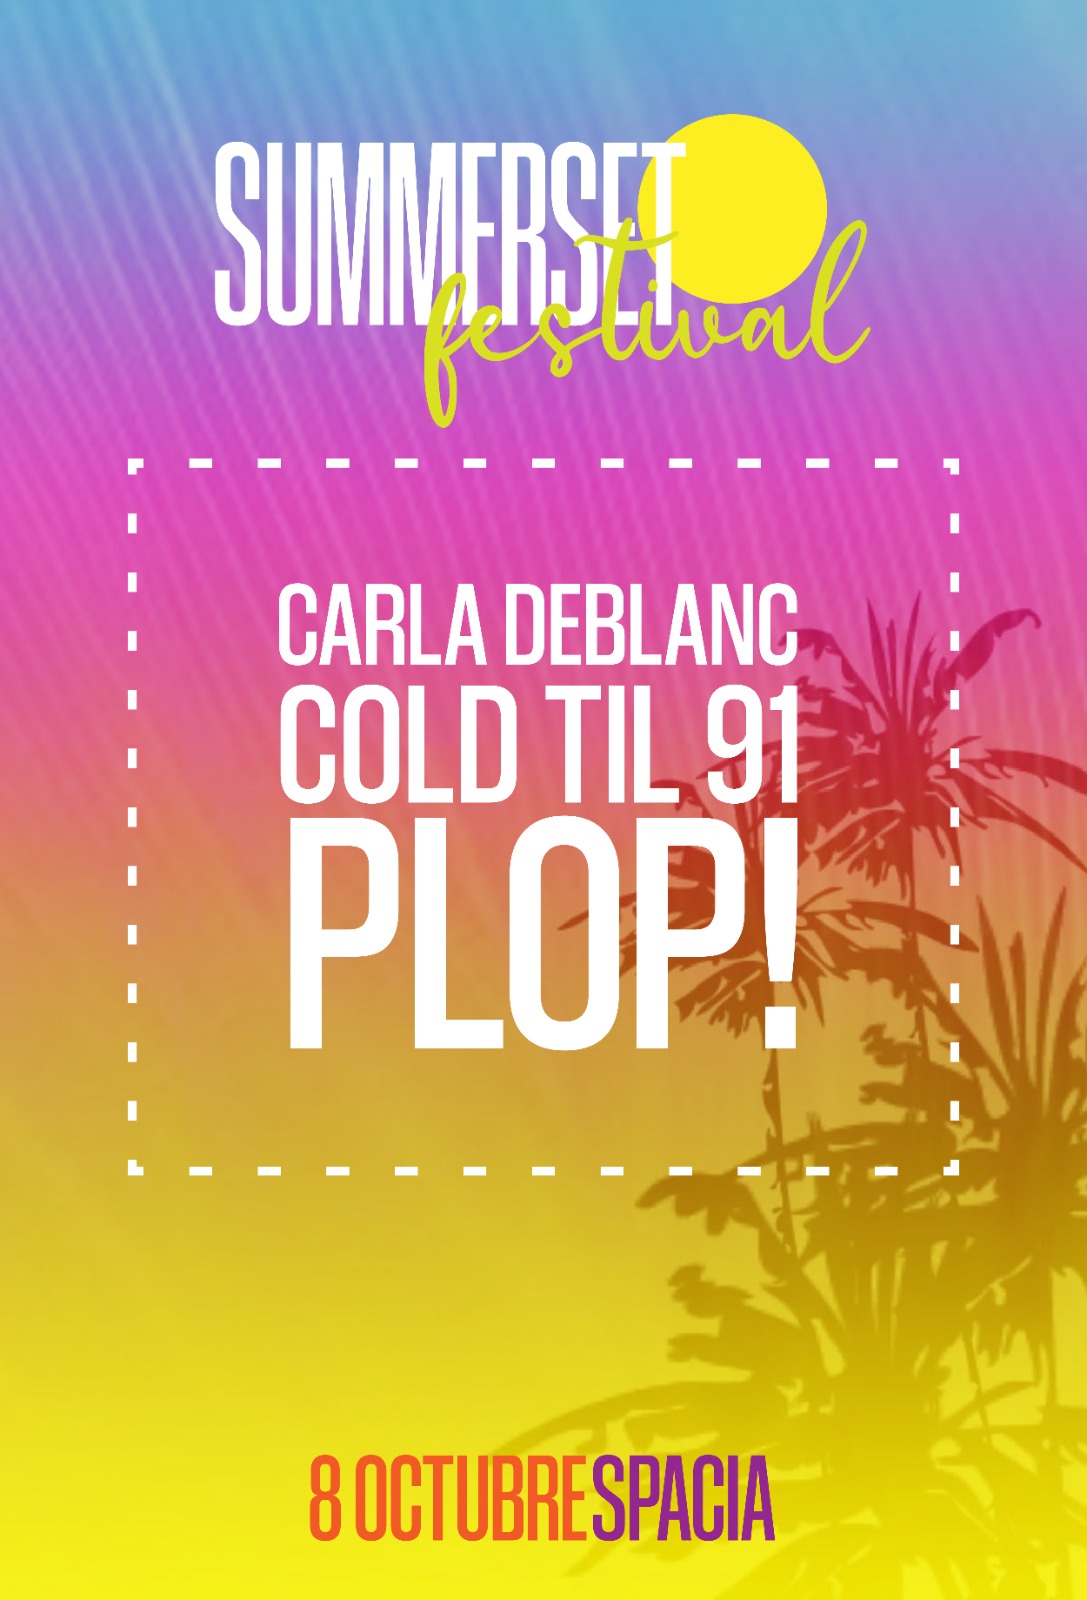 SUMMERSET
festival
CARLA DEBLANC
COLD TIL 91
PLOP!
8 OCTUBRE SPACIA